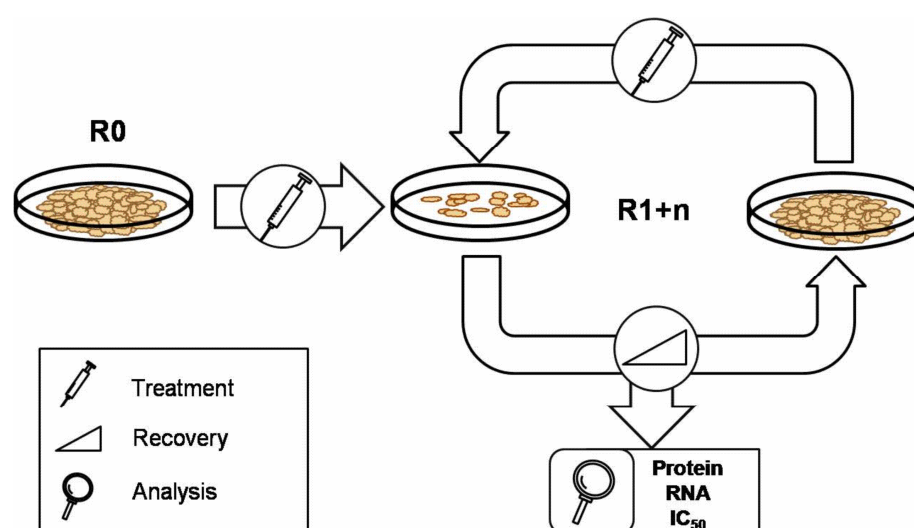 R0
R1+n
Treatment
Recovery
Analysis
Protein
RNA
IC₅₀